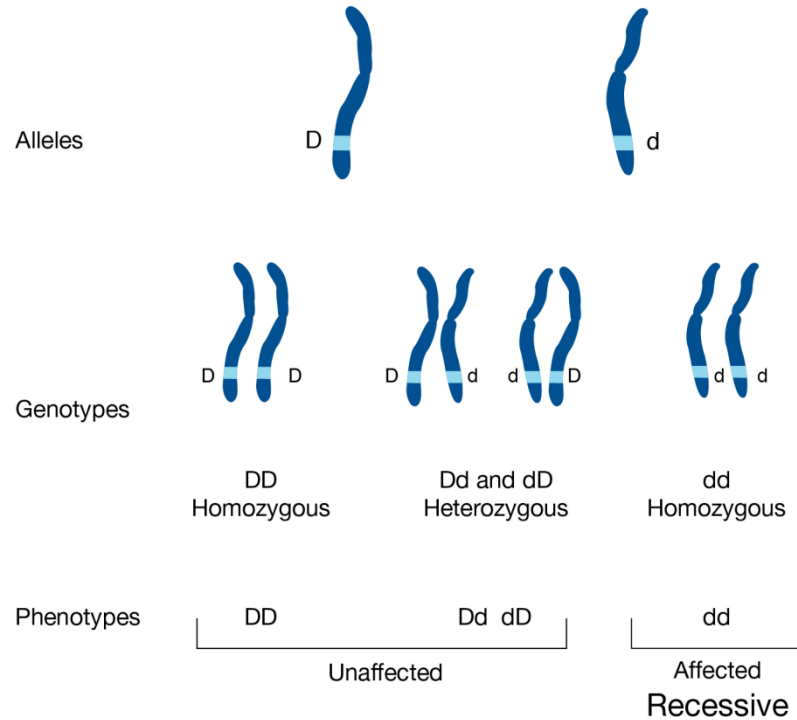 Alleles
D
d
Genotypes
D D
D d d D
d d
DD
Homozygous
Dd and dD
Heterozygous
dd
Homozygous
Phenotypes
DD
Dd dD
dd
Unaffected
Affected
Recessive